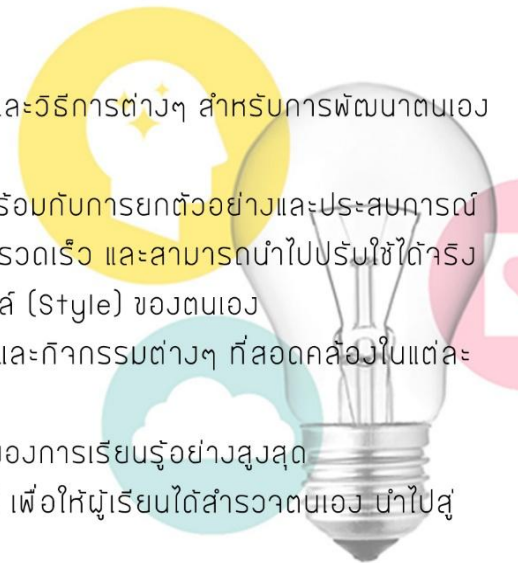 และวิธีการต่างๆ สำหรับการพัฒนาตนเอง
ร้อมกับการยกตัวอย่างและประสบการณ์
รวดเร็ว และสามารถนำไปปรับใช้ได้จริง
ล์ (Style) ของตนเอง
และกิจกรรมต่างๆ ที่สอดคล้องในแต่ละ
ของการเรียนรู้อย่างสูงสุด
เพื่อให้ผู้เรียนได้สำรวจตนเอง นำไปสู่